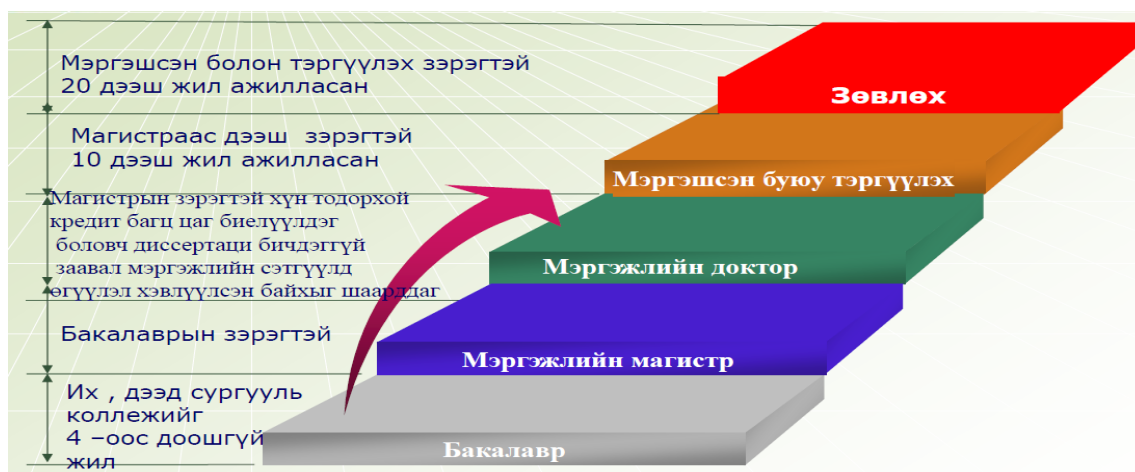 Мэргэшсэн болон тэргүүлэх зэрэгтэй
20 дээш жил ажилласан
Зөвлөх
Магистраас дээш зэрэгтэй
10 дээш жил ажилласан
Мэргэшсэн буюу тэргүүлэх
Магистрын зэрэгтэй хүн тодорхой
кредит багц цаг биелүүлдэг
боловч диссертаци бичдэггүй
заавал мэргэжлийн сэтгүүлд
өгүүлэл хэвлүүлсэн байхыг шаарддаг
Мэргэжлийн доктор
Бакалаврын зэрэгтэй
Мэргэжлийн магистр
Их , дээд сургууль
коллежийг
4 –оос доошгүй
жил
Бакалавр